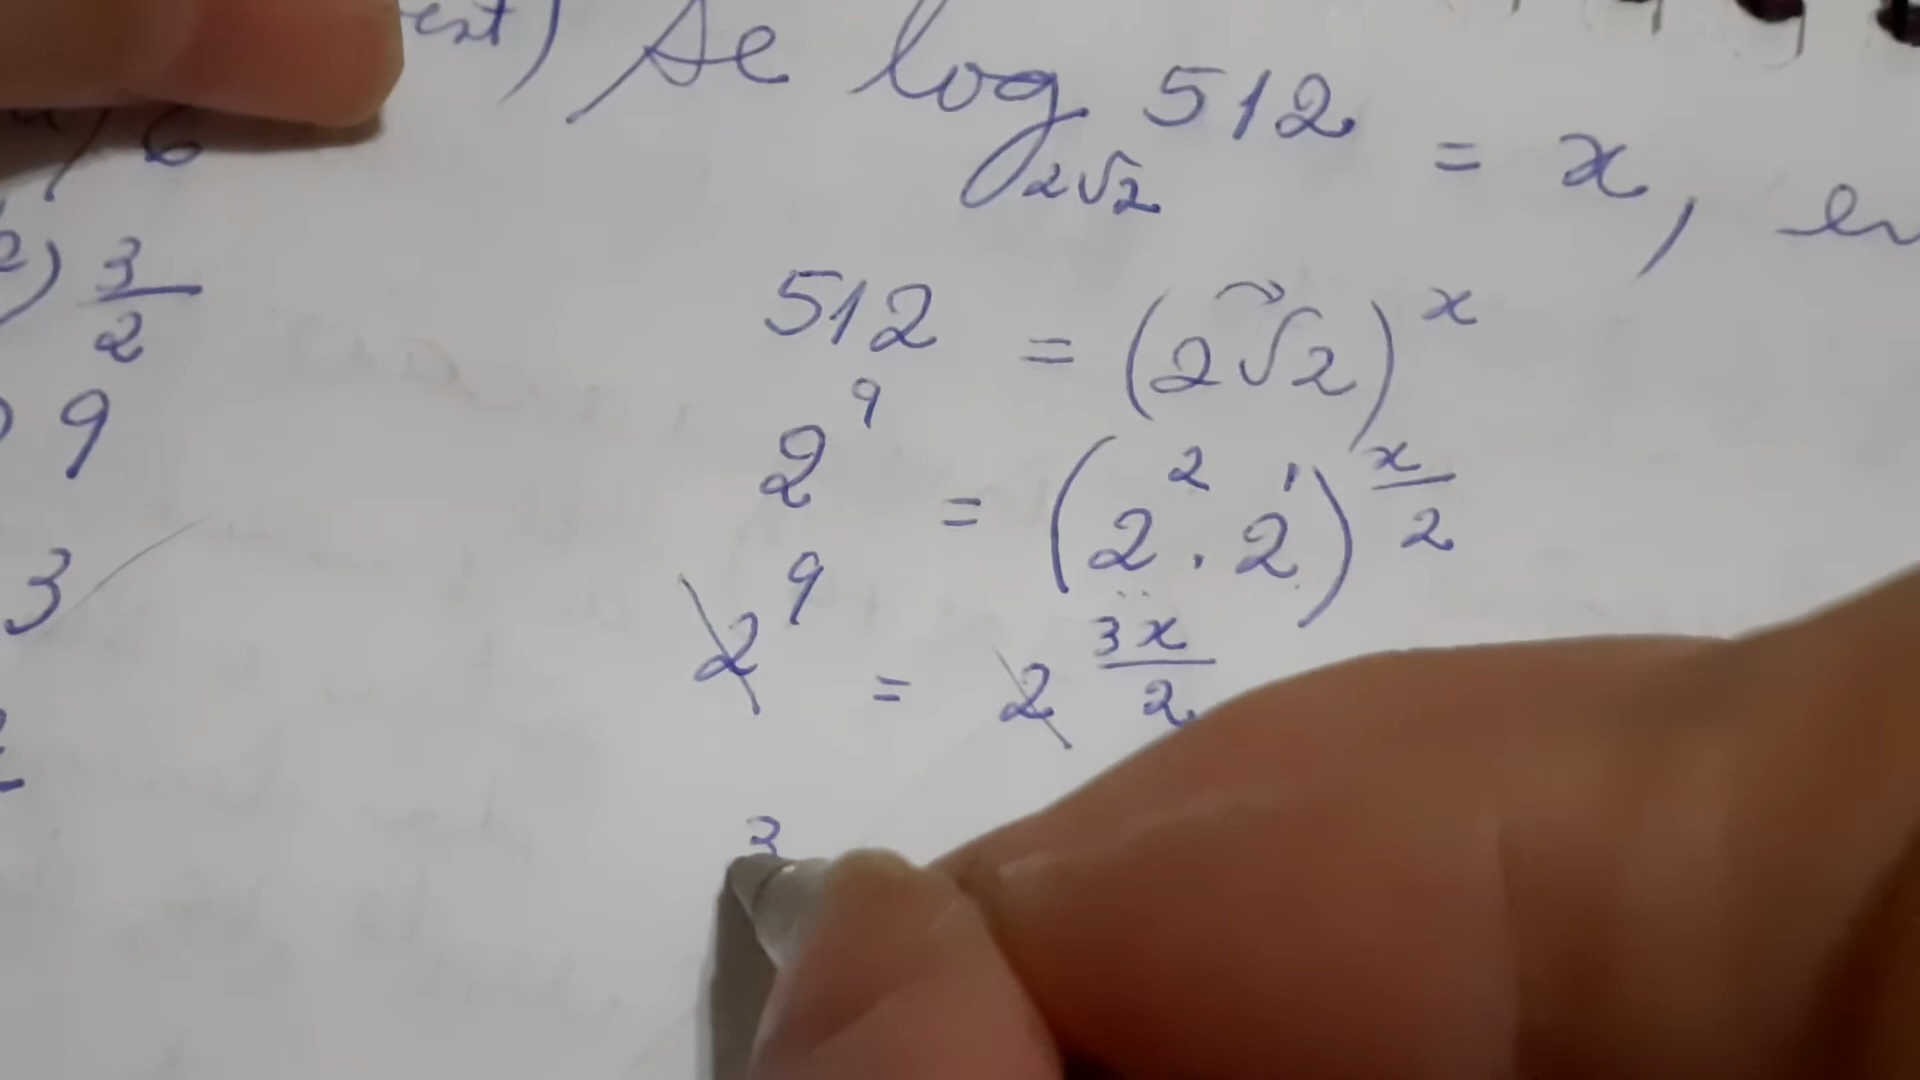 Se log₂√₂ 512 = x,
) 6
) 3/2
512 = (2√2)ˣ
) 9
2⁹ = (2² . 2¹)^(x/2)
3
2⁹ = 2^(3x/2)
3